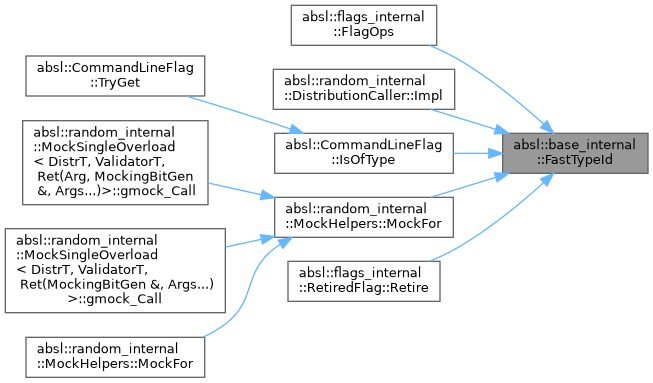 absl::flags_internal
::FlagOps
absl::CommandLineFlag
::TryGet
absl::random_internal
::DistributionCaller::Impl
absl::random_internal
::MockSingleOverload
< DistrT, ValidatorT,
Ret(Arg, MockingBitGen
&, Args...)>::gmock_Call
absl::CommandLineFlag
::IsOfType
absl::base_internal
::FastTypeId
absl::random_internal
::MockHelpers::MockFor
absl::random_internal
::MockSingleOverload
< DistrT, ValidatorT,
Ret(MockingBitGen &, Args...)
>::gmock_Call
absl::flags_internal
::RetiredFlag::Retire
absl::random_internal
::MockHelpers::MockFor